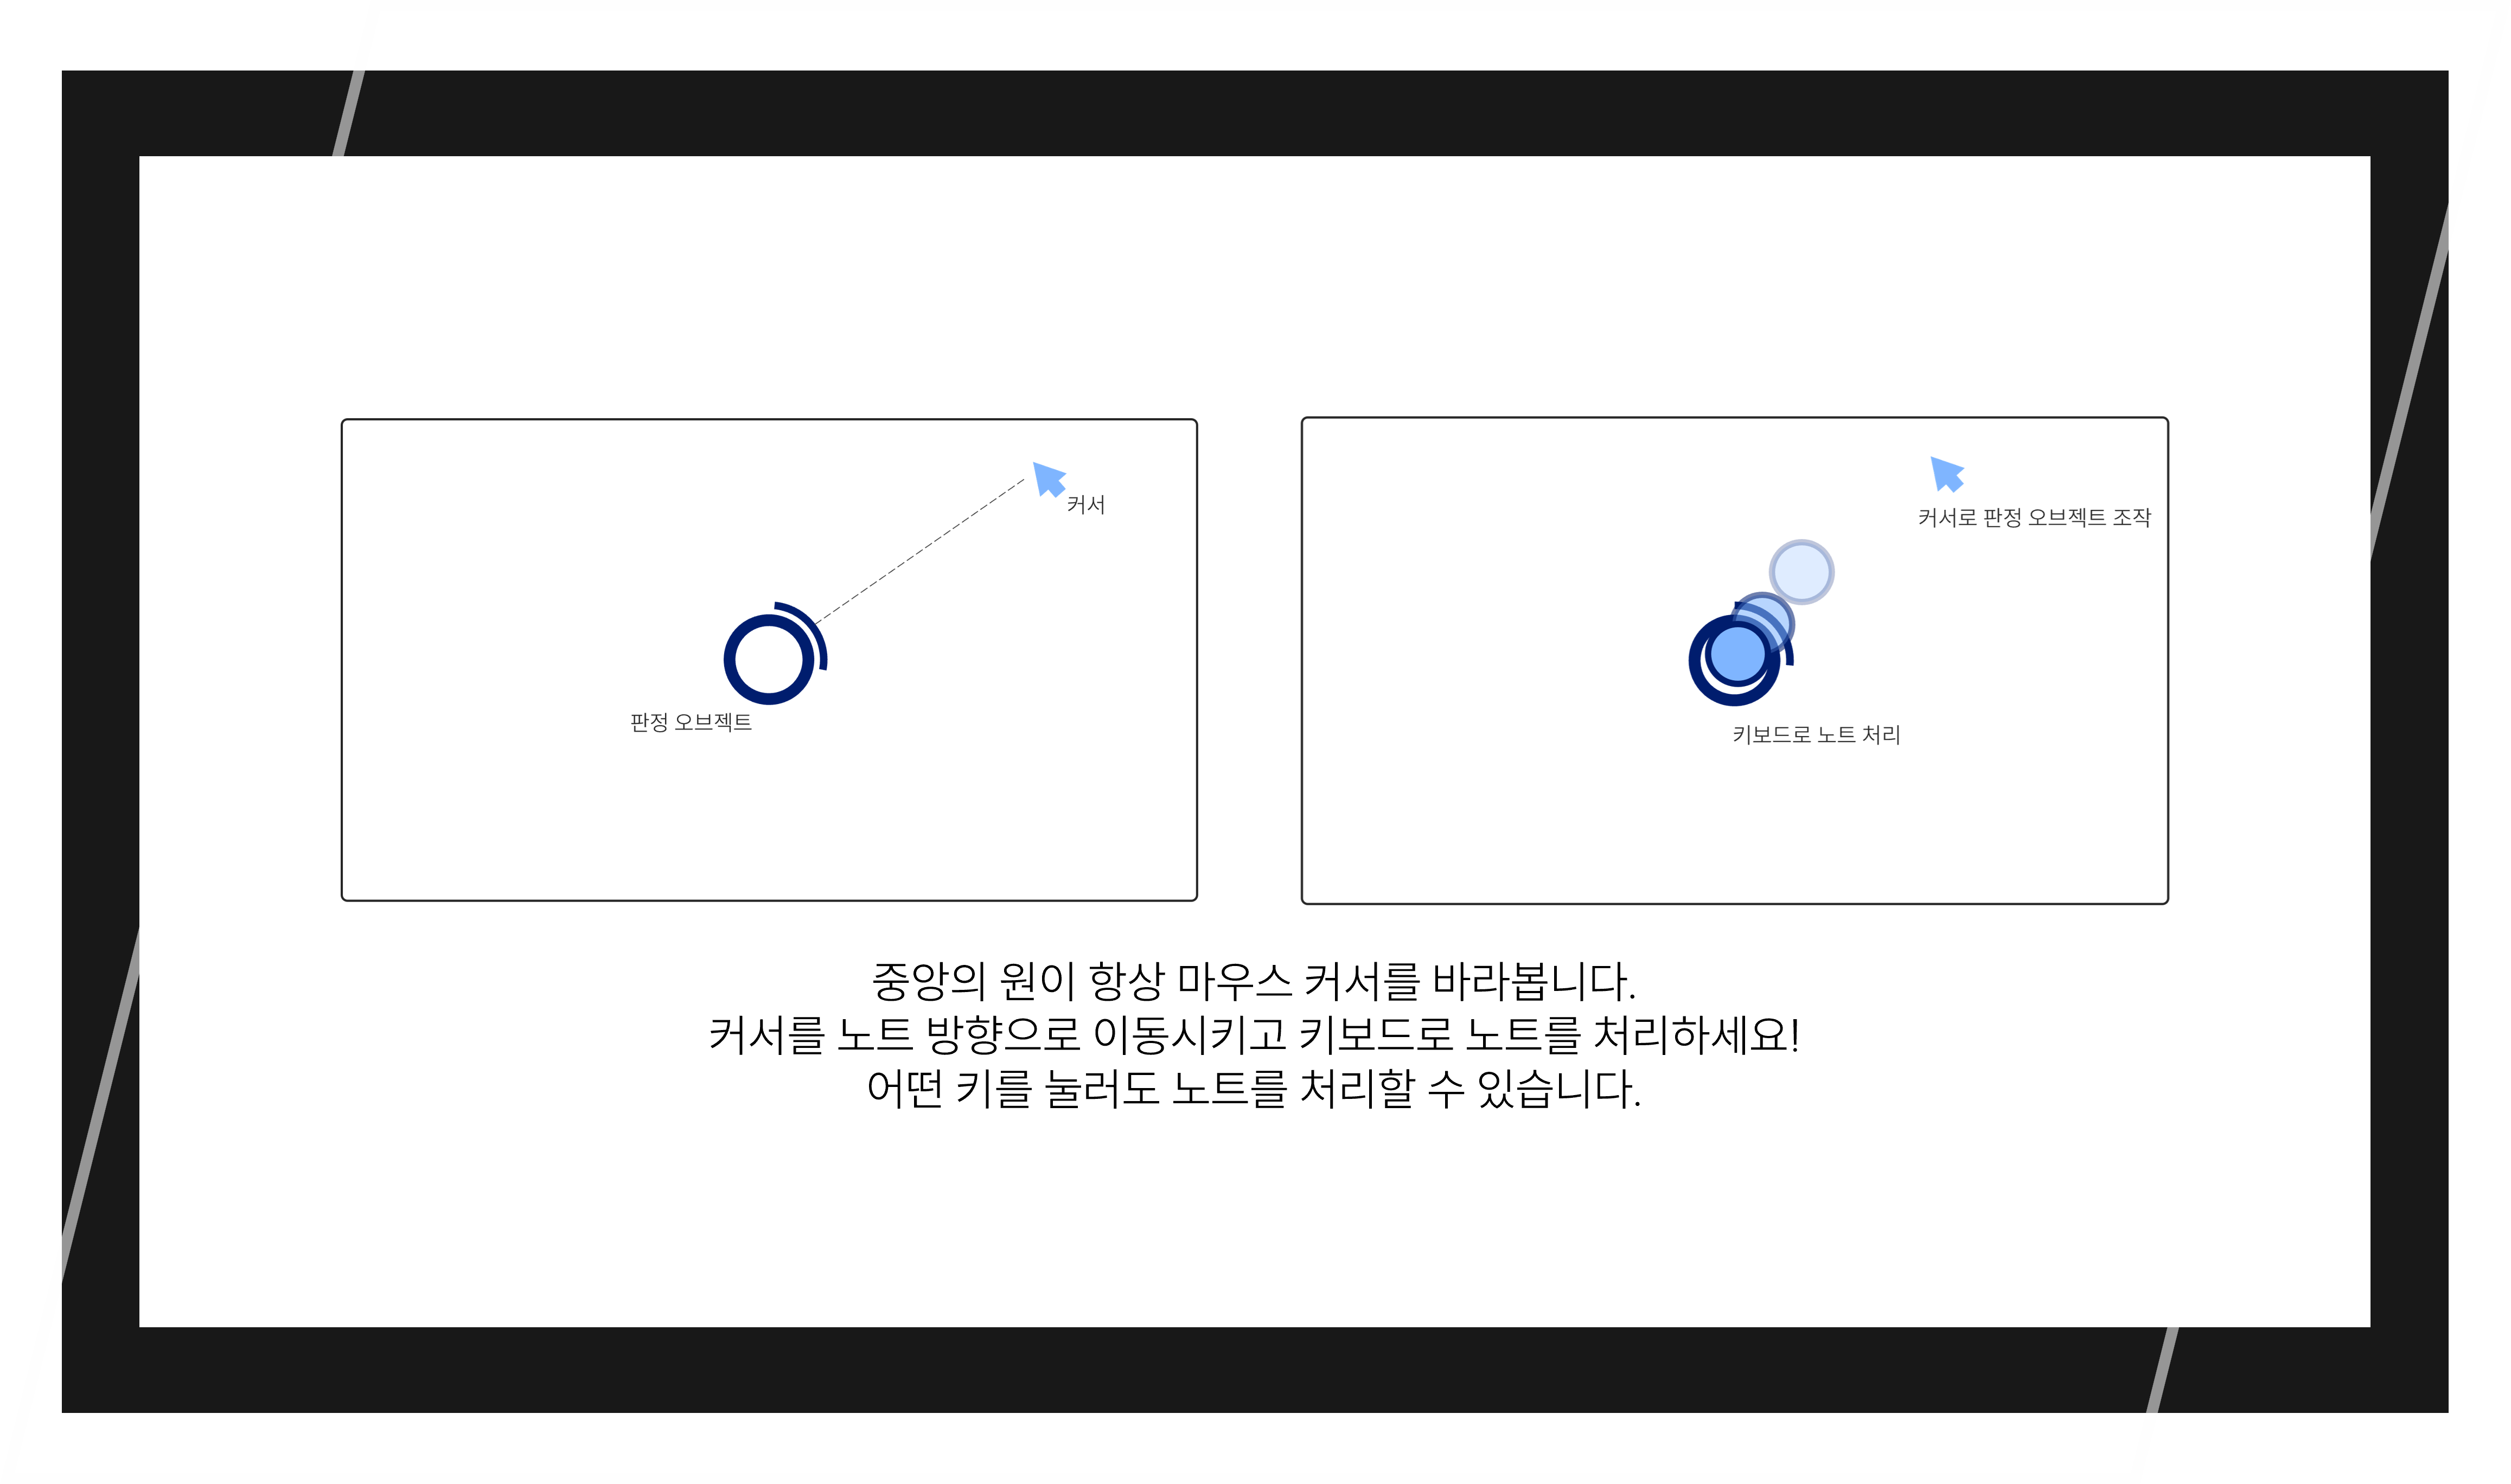 커서
판정 오브젝트
커서로 판정 오브젝트 조작
키보드로 노트 처리
중앙의 원이 항상 마우스 커서를 바라봅니다.
커서를 노트 방향으로 이동시키고 키보드로 노트를 처리하세요!
어떤 키를 눌러도 노트를 처리할 수 있습니다.